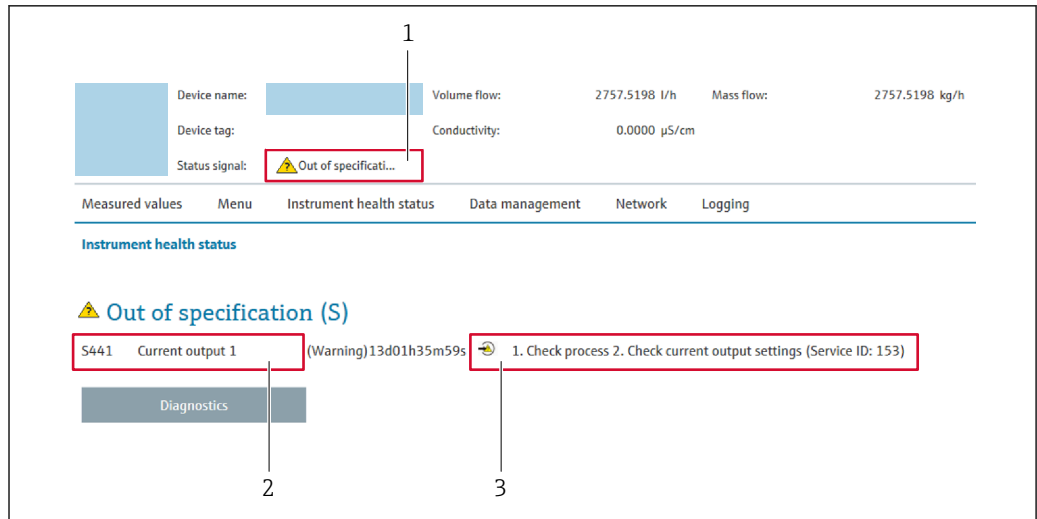 1
Device name: Volume flow: 2757.5198 l/h Mass flow: 2757.5198 kg/h
Device tag: Conductivity: 0.0000 µS/cm
Status signal: Out of specificati...
Measured values Menu Instrument health status Data management Network Logging
Instrument health status
Out of specification (S)
S441 Current output 1 (Warning)13d01h35m59s 1. Check process 2. Check current output settings (Service ID: 153)
Diagnostics
2 3